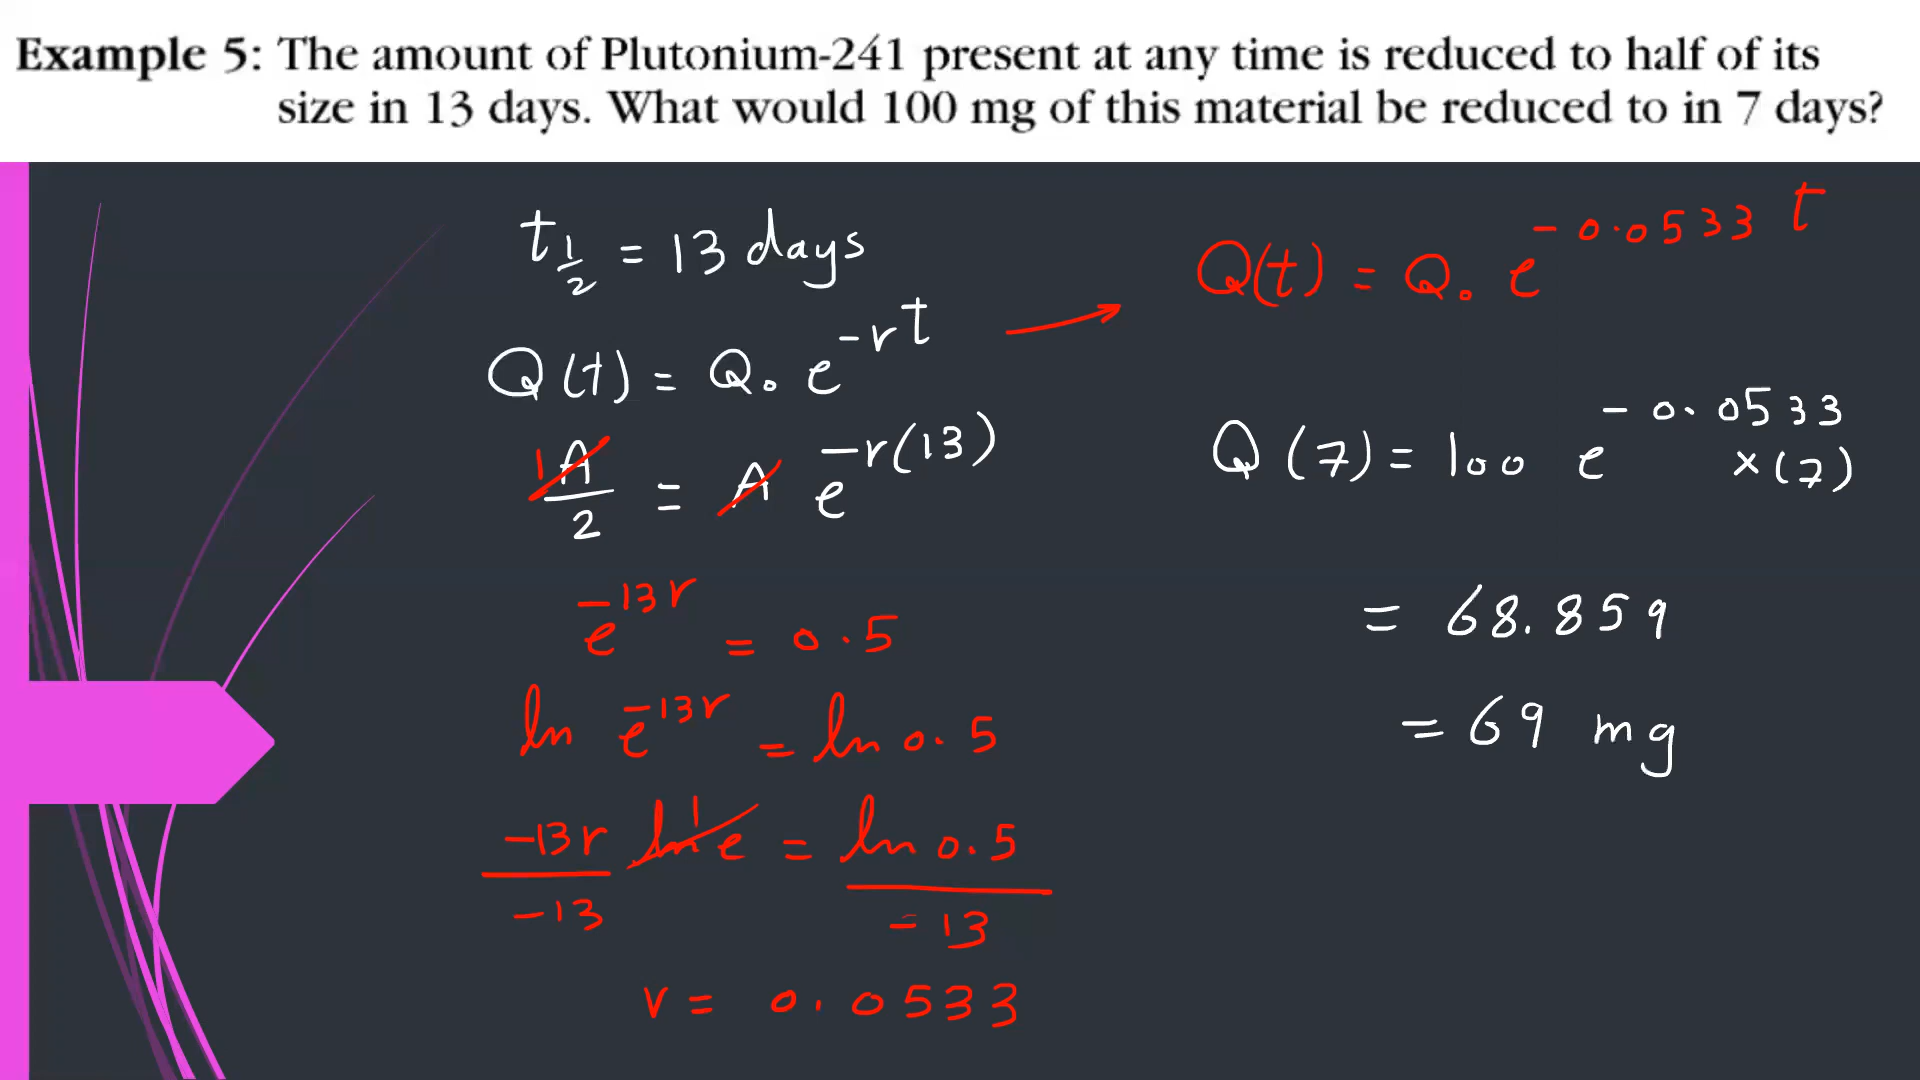 Example 5: The amount of Plutonium-241 present at any time is reduced to half of its
size in 13 days. What would 100 mg of this material be reduced to in 7 days?
t 1/2 = 13 days
Q(t) = Q. e^-rt
1A/2 = A e^-r(13)
e^-13r = 0.5
ln e^-13r = ln 0.5
-13r/-13 ln e 1 = ln 0.5/-13
r = 0.0533
Q(t) = Q. e^-0.0533 t
Q(7) = 100 e^-0.0533 ×(7)
= 68.859
= 69 mg